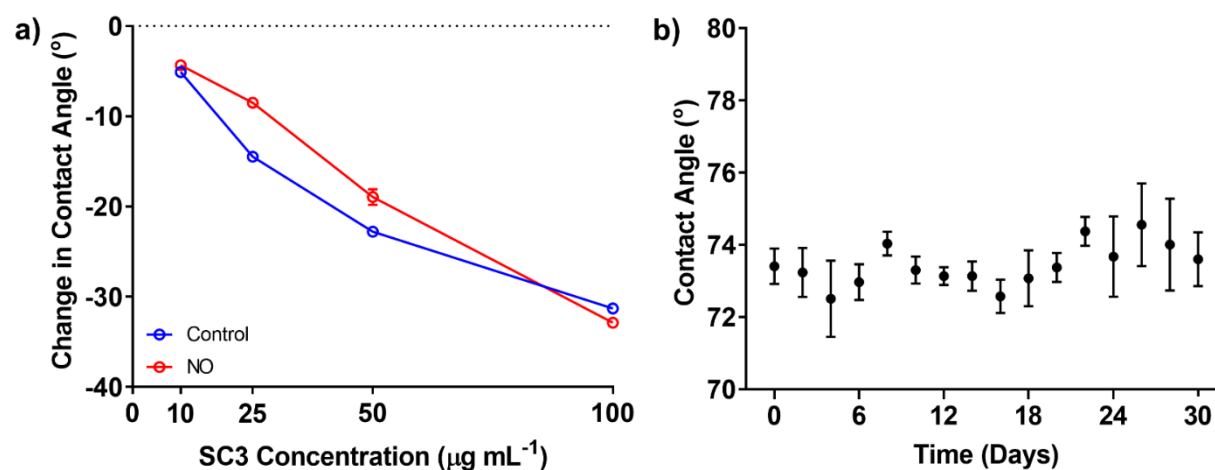 a)
Change in Contact Angle (º)
0
-10
-20
-30
-40
Control
NO
0 10 25 50 100
SC3 Concentration (µg mL⁻¹)
b)
Contact Angle (º)
80
78
76
74
72
70
0 6 12 18 24 30
Time (Days)